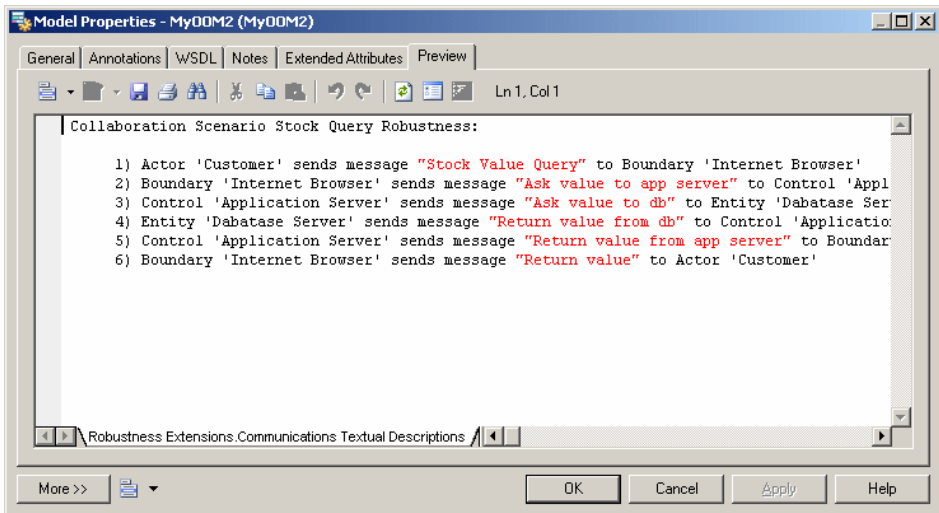 Model Properties - MyOOM2 (MyOOM2)
General Annotations WSDL Notes Extended Attributes Preview
Ln 1, Col 1
Collaboration Scenario Stock Query Robustness:
1) Actor 'Customer' sends message "Stock Value Query" to Boundary 'Internet Browser'
2) Boundary 'Internet Browser' sends message "Ask value to app server" to Control 'Appl
3) Control 'Application Server' sends message "Ask value to db" to Entity 'Dabatase Ser
4) Entity 'Dabatase Server' sends message "Return value from db" to Control 'Applicatio
5) Control 'Application Server' sends message "Return value from app server" to Boundar
6) Boundary 'Internet Browser' sends message "Return value" to Actor 'Customer'
Robustness Extensions.Communications Textual Descriptions
More >> OK Cancel Apply Help